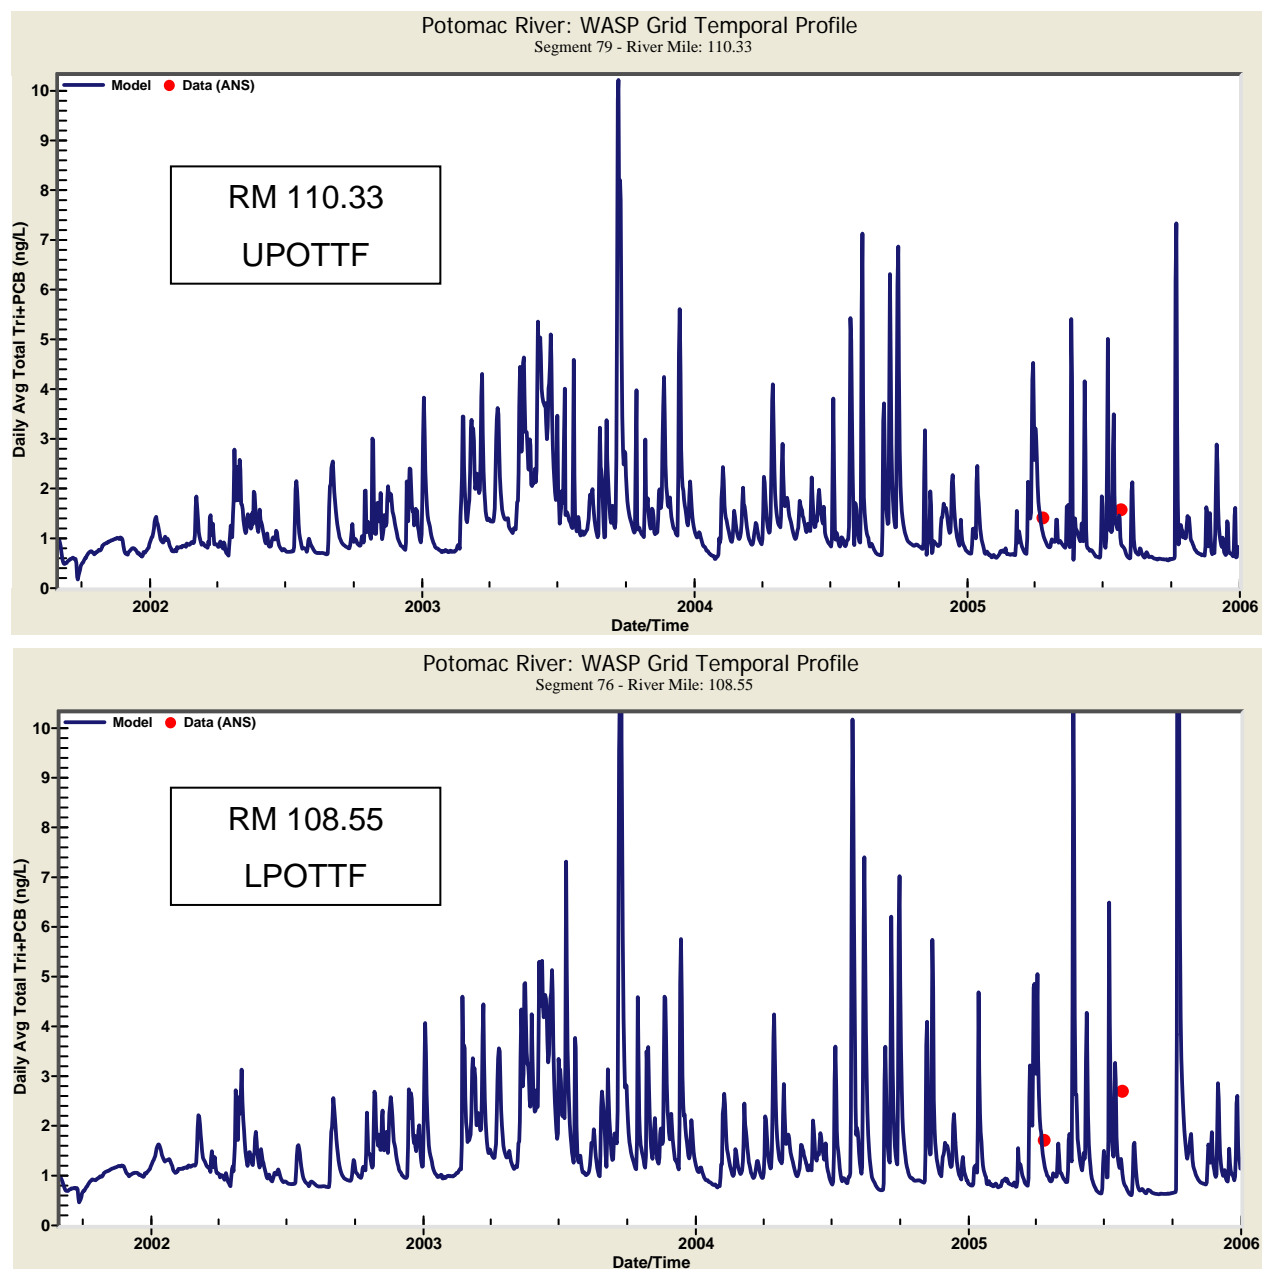 Potomac River: WASP Grid Temporal Profile
Segment 79 - River Mile: 110.33
Model Data (ANS)
RM 110.33
UPOTTF
Daily Avg Total Tri+PCB (ng/L)
10
9
8
7
6
5
4
3
2
1
0
2002 2003 2004 2005 2006
Date/Time
Potomac River: WASP Grid Temporal Profile
Segment 76 - River Mile: 108.55
Model Data (ANS)
RM 108.55
LPOTTF
Daily Avg Total Tri+PCB (ng/L)
10
9
8
7
6
5
4
3
2
1
0
2002 2003 2004 2005 2006
Date/Time